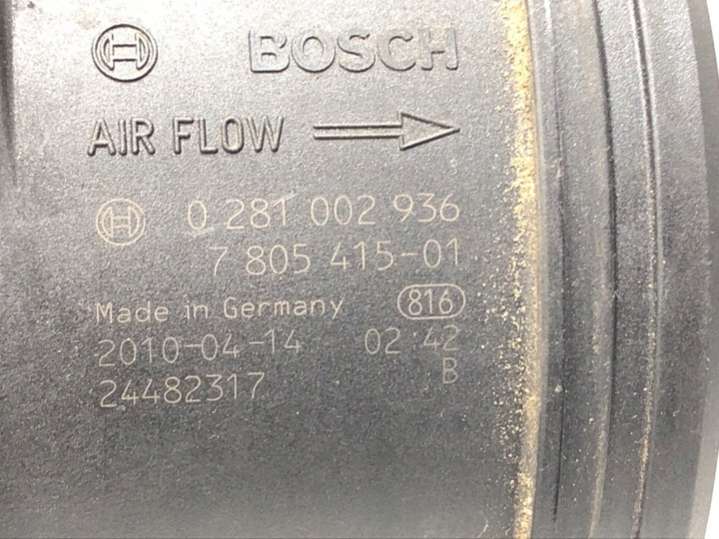 BOSCH
AIR FLOW
0 281 002 936
7 805 415-01
Made in Germany 816
2010-04-14 02 42
24482317 B